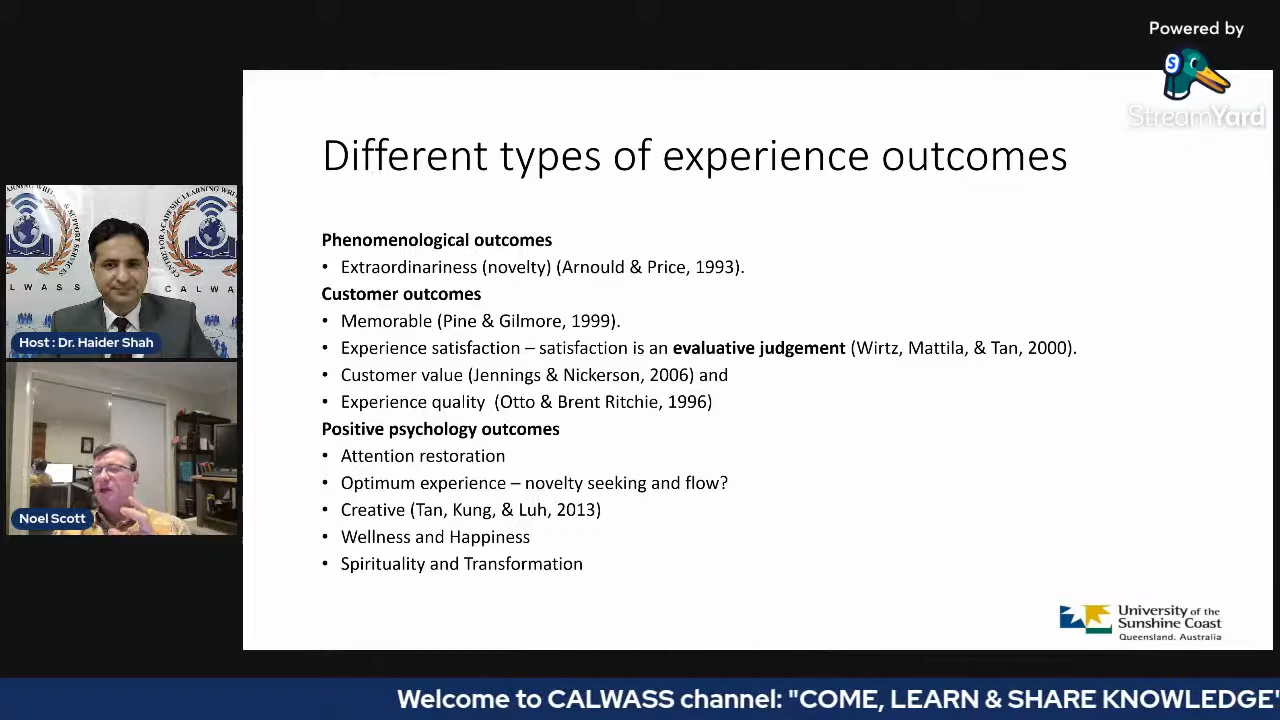 Powered by
StreamYard
Different types of experience outcomes
Phenomenological outcomes
• Extraordinariness (novelty) (Arnould & Price, 1993).
Customer outcomes
• Memorable (Pine & Gilmore, 1999).
• Experience satisfaction – satisfaction is an evaluative judgement (Wirtz, Mattila, & Tan, 2000).
• Customer value (Jennings & Nickerson, 2006) and
• Experience quality (Otto & Brent Ritchie, 1996)
Positive psychology outcomes
• Attention restoration
• Optimum experience – novelty seeking and flow?
• Creative (Tan, Kung, & Luh, 2013)
• Wellness and Happiness
• Spirituality and Transformation
University of the
Sunshine Coast
Queensland, Australia
CALWASS
Host : Dr. Haider Shah
Noel Scott
Welcome to CALWASS channel: "COME, LEARN & SHARE KNOWLEDGE"